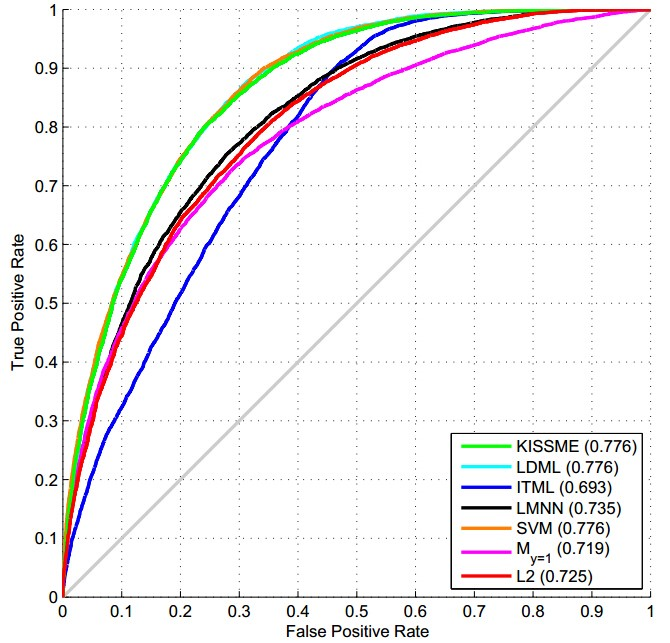 1
0.9
0.8
0.7
0.6
0.5
0.4
0.3
0.2
0.1
0
True Positive Rate
KISSME (0.776)
LDML (0.776)
ITML (0.693)
LMNN (0.735)
SVM (0.776)
My=1 (0.719)
L2 (0.725)
0 0.1 0.2 0.3 0.4 0.5 0.6 0.7 0.8 0.9 1
False Positive Rate